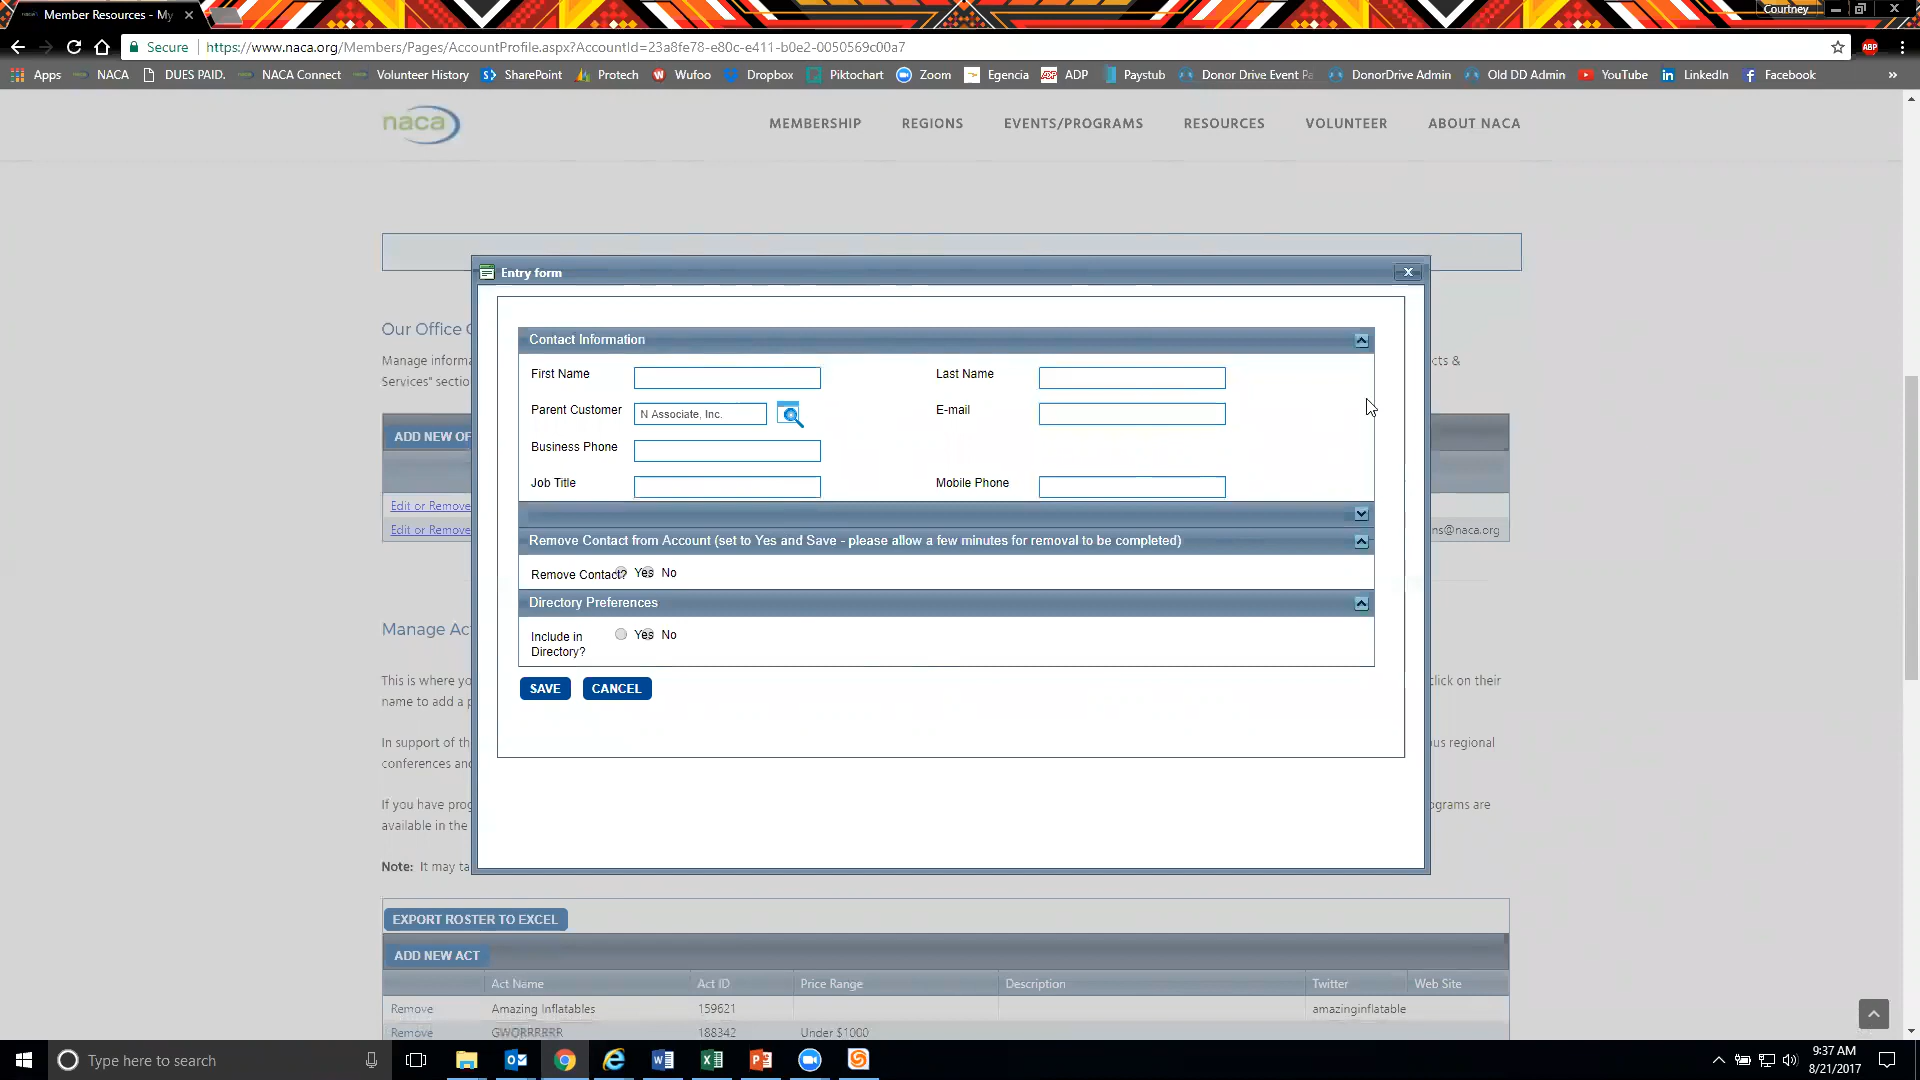 Member Resources - My
Courtney
Secure
https://www.naca.org/Members/Pages/AccountProfile.aspx?AccountId=23a8fe78-e80c-e411-b0e2-0050569c00a7
ABP
Apps NACA DUES PAID. NACA Connect Volunteer History SharePoint Protech Wufoo Dropbox Piktochart Zoom Egencia ADP Paystub Donor Drive Event Pa DonorDrive Admin Old DD Admin YouTube LinkedIn Facebook »
naca
MEMBERSHIP REGIONS EVENTS/PROGRAMS RESOURCES VOLUNTEER ABOUT NACA
Entry form
Our Office
Manage informa
cts &
Services" sectio
Contact Information
First Name
Last Name
Parent Customer N Associate, Inc.
E-mail
ADD NEW OF
Business Phone
Job Title
Mobile Phone
Edit or Remove
Edit or Remove
ns@naca.org
Remove Contact from Account (set to Yes and Save - please allow a few minutes for removal to be completed)
Remove Contact? Yes No
Directory Preferences
Include in Directory? Yes No
SAVE CANCEL
Manage Ac
This is where yo
click on their
name to add a p
In support of th
us regional
conferences and
If you have prog
ograms are
available in the
Note: It may ta
EXPORT ROSTER TO EXCEL
ADD NEW ACT
Act Name Act ID Price Range Description Twitter Web Site
Remove Amazing Inflatables 159621 amazinginflatable
Remove 188342 Under $1000
Type here to search
9:37 AM
8/21/2017